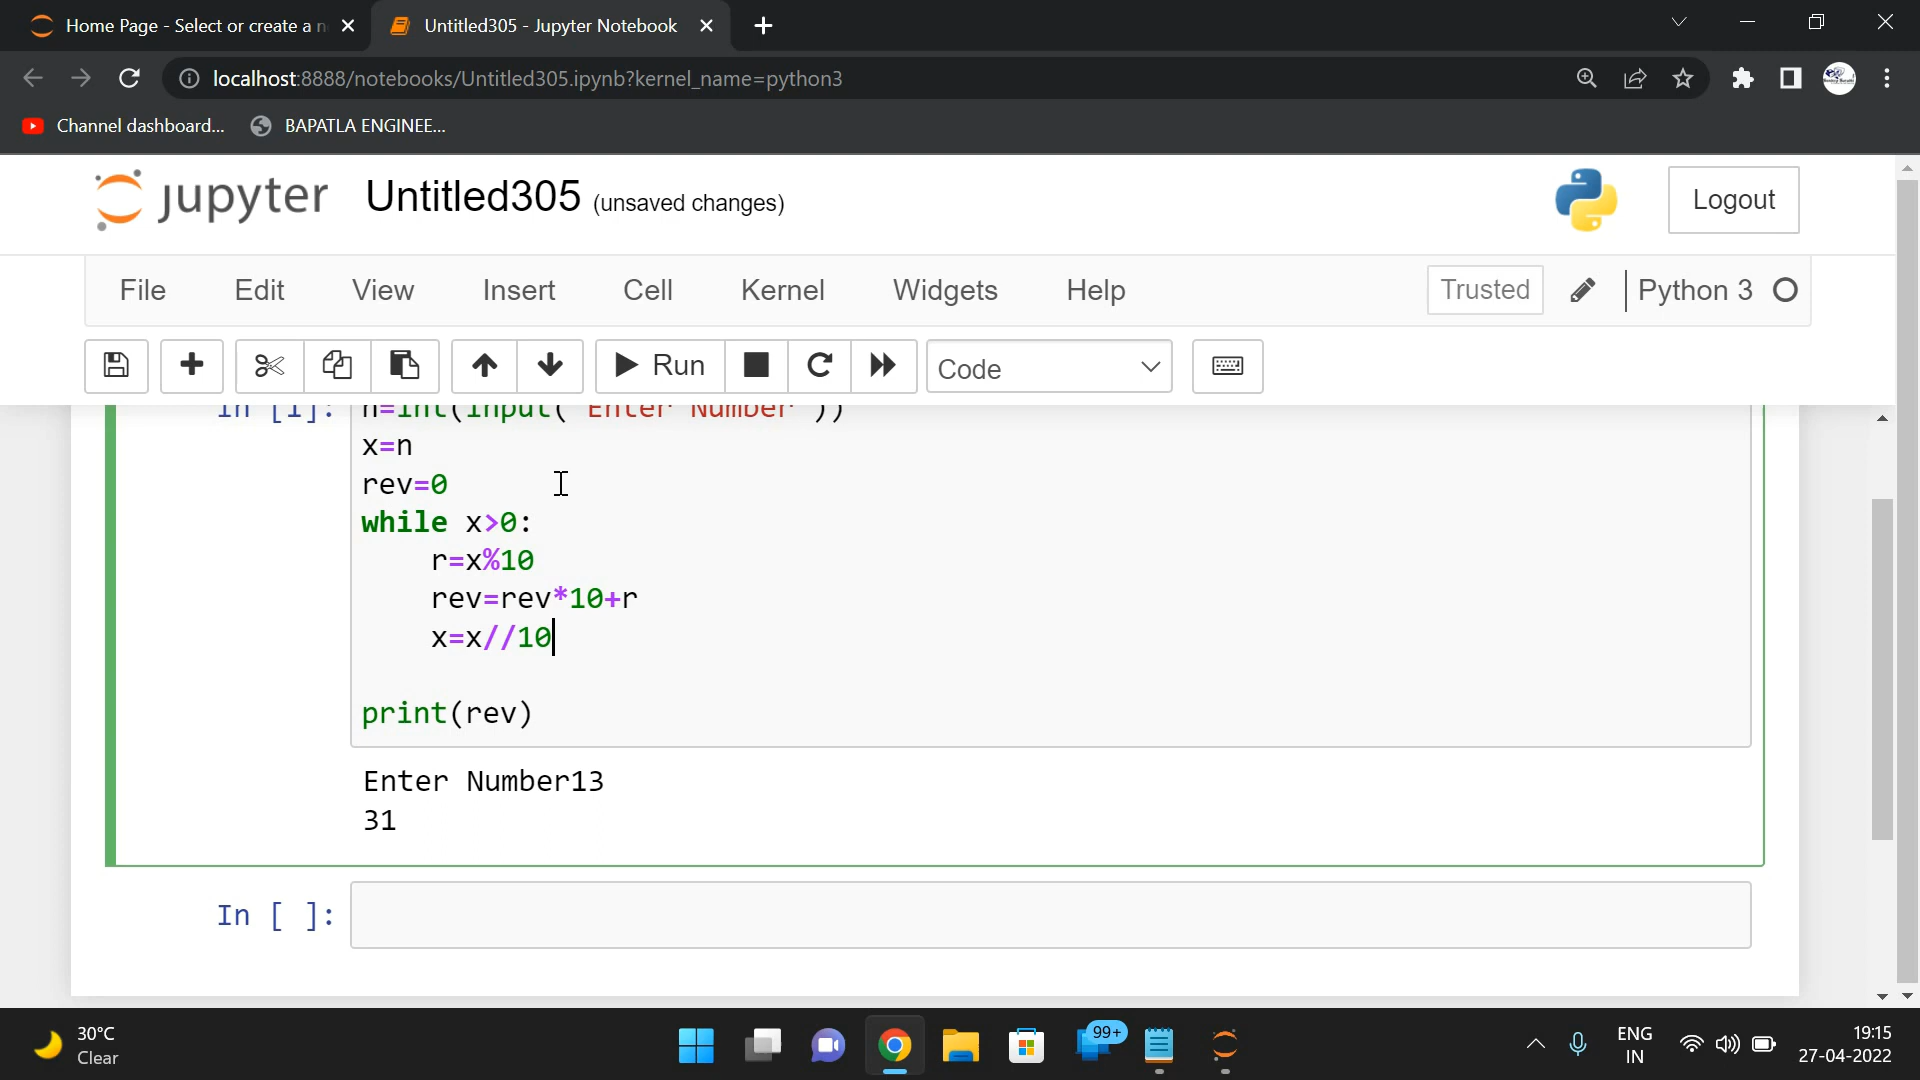 Home Page - Select or create a n
Untitled305 - Jupyter Notebook
localhost:8888/notebooks/Untitled305.ipynb?kernel_name=python3
Channel dashboard...
BAPATLA ENGINEE...
jupyter
Untitled305 (unsaved changes)
Logout
File Edit View Insert Cell Kernel Widgets Help
Trusted
Python 3
Run
Code
In [1]: n=int(input("Enter Number"))
x=n
rev=0
while x>0:
    r=x%10
    rev=rev*10+r
    x=x//10
print(rev)
Enter Number13
31
In [ ]:
30°C
Clear
99+
ENG
IN
19:15
27-04-2022